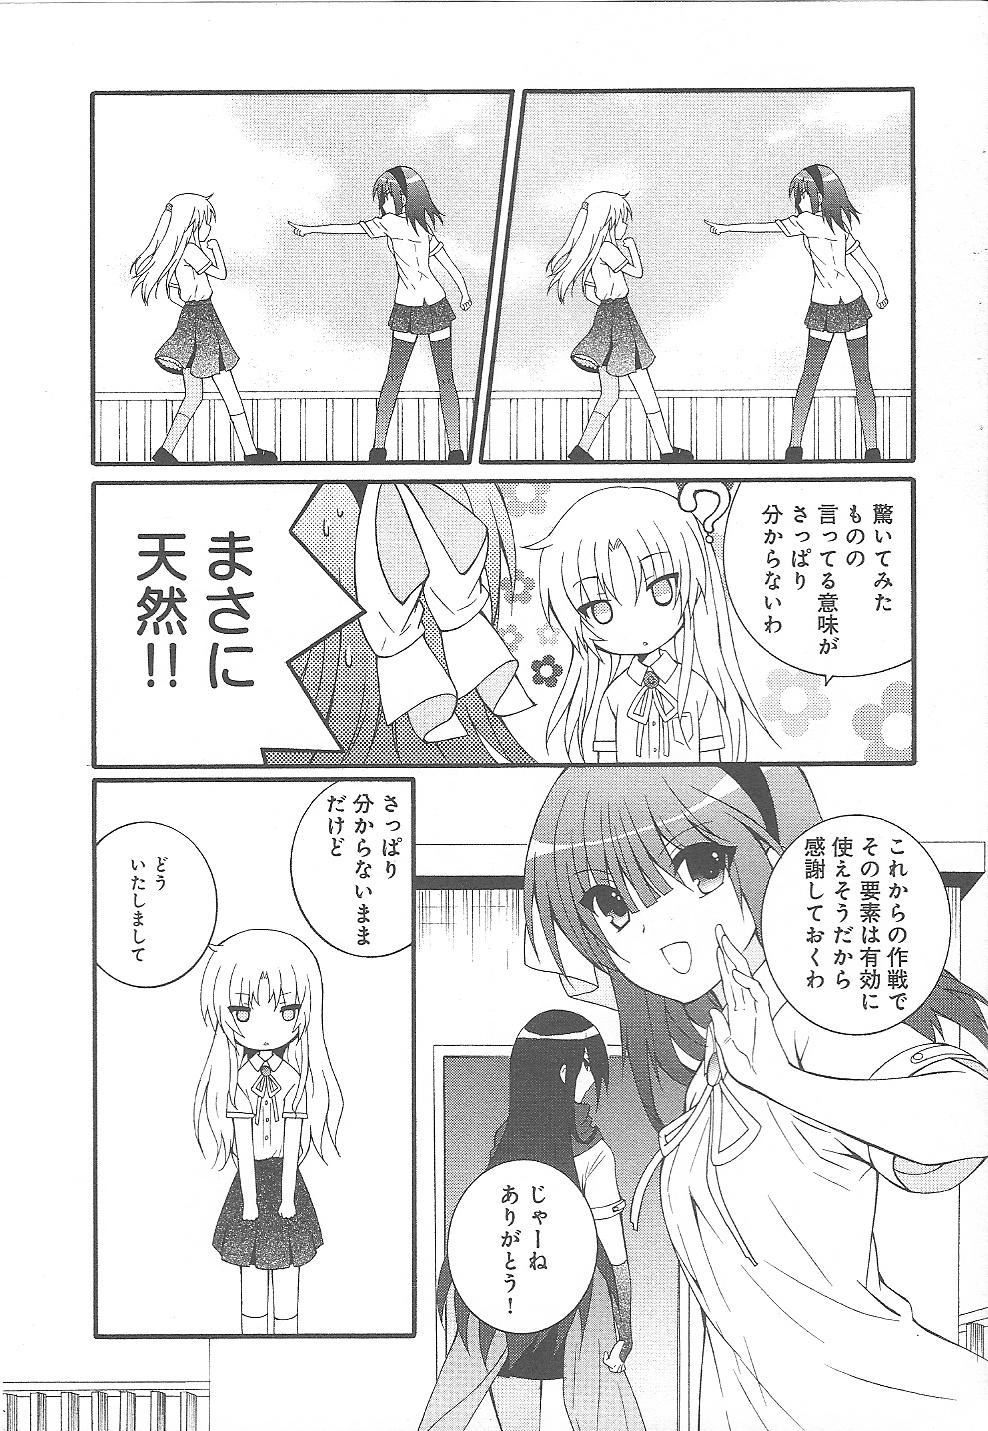 驚いてみた
ものの
言ってる意味が
さっぱり
分からないわ
?
まさに
天然!!
これからの作戦で
その要素は有効に
使えそうだから
感謝しておくわ
じゃーね
ありがとう!
さっぱり
分からないまま
だけど
どう
いたしまして